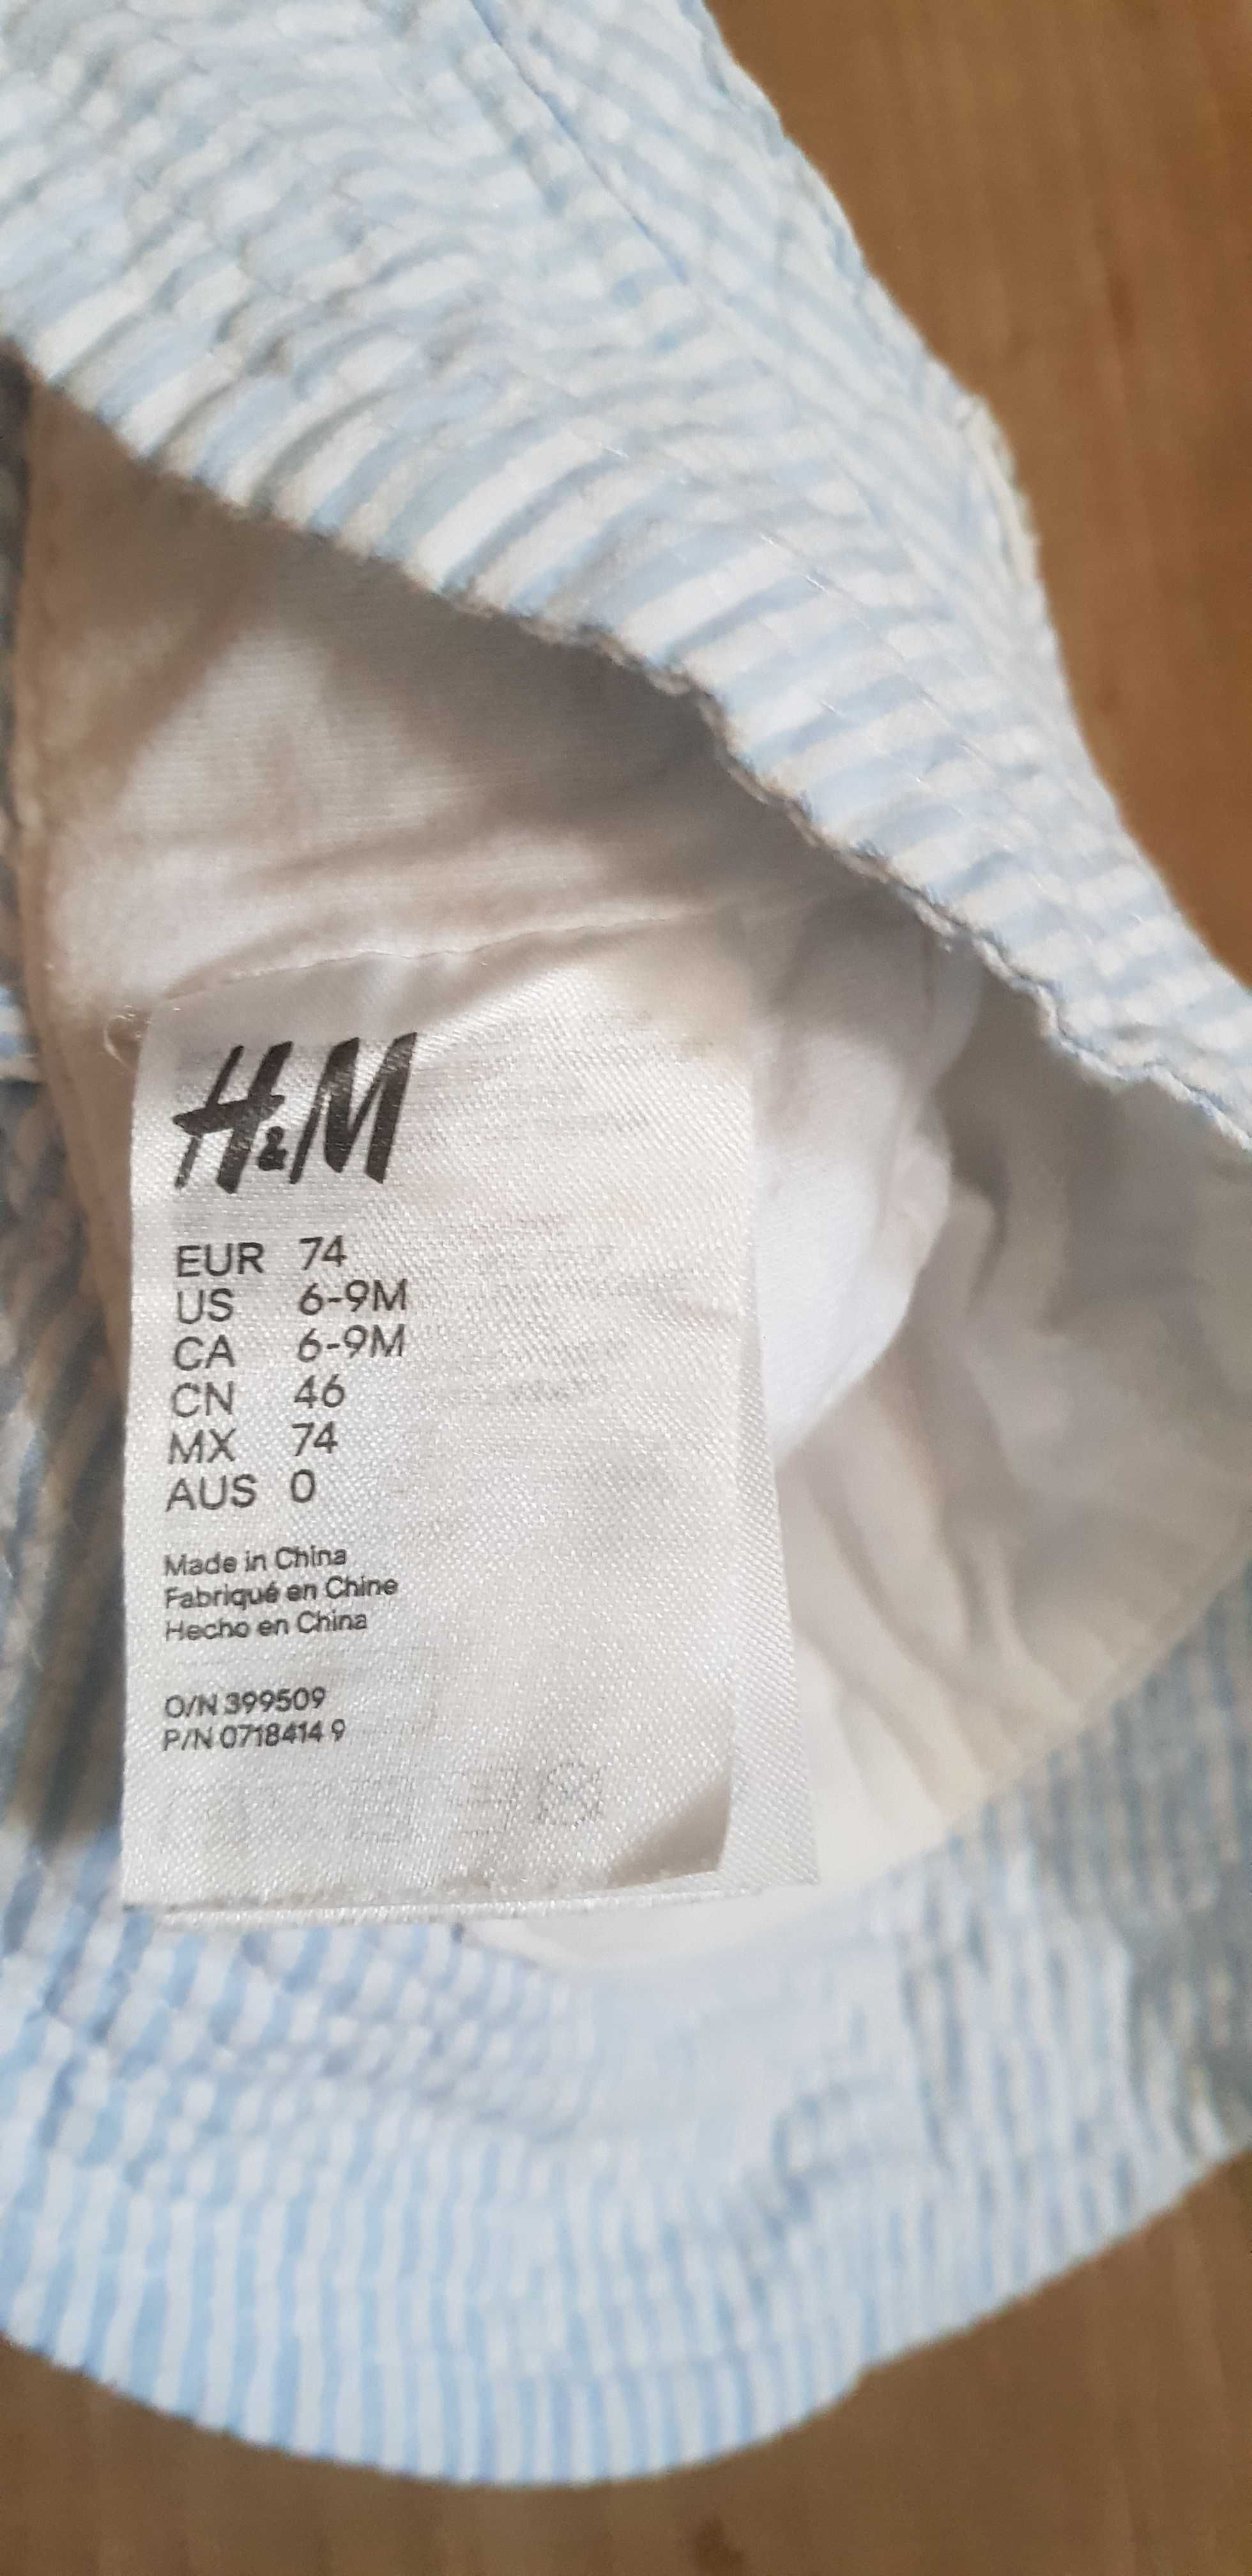 H&M
EUR 74
US 6-9M
CA 6-9M
CN 46
MX 74
AUS 0
Made in China
Fabriqué en Chine
Hecho en China
O/N 399509
P/N 0718414 9